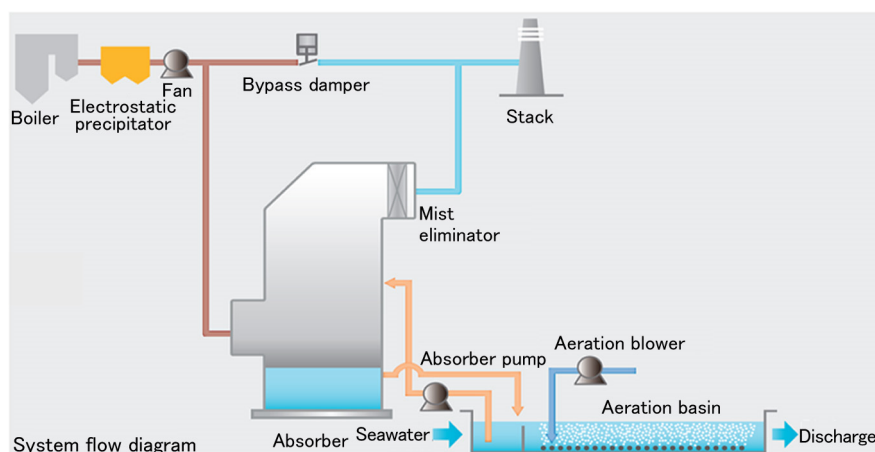 Boiler
Electrostatic
precipitator
Fan
Bypass damper
Stack
Mist
eliminator
Absorber pump
Aeration blower
Aeration basin
System flow diagram
Absorber
Seawater
Discharge